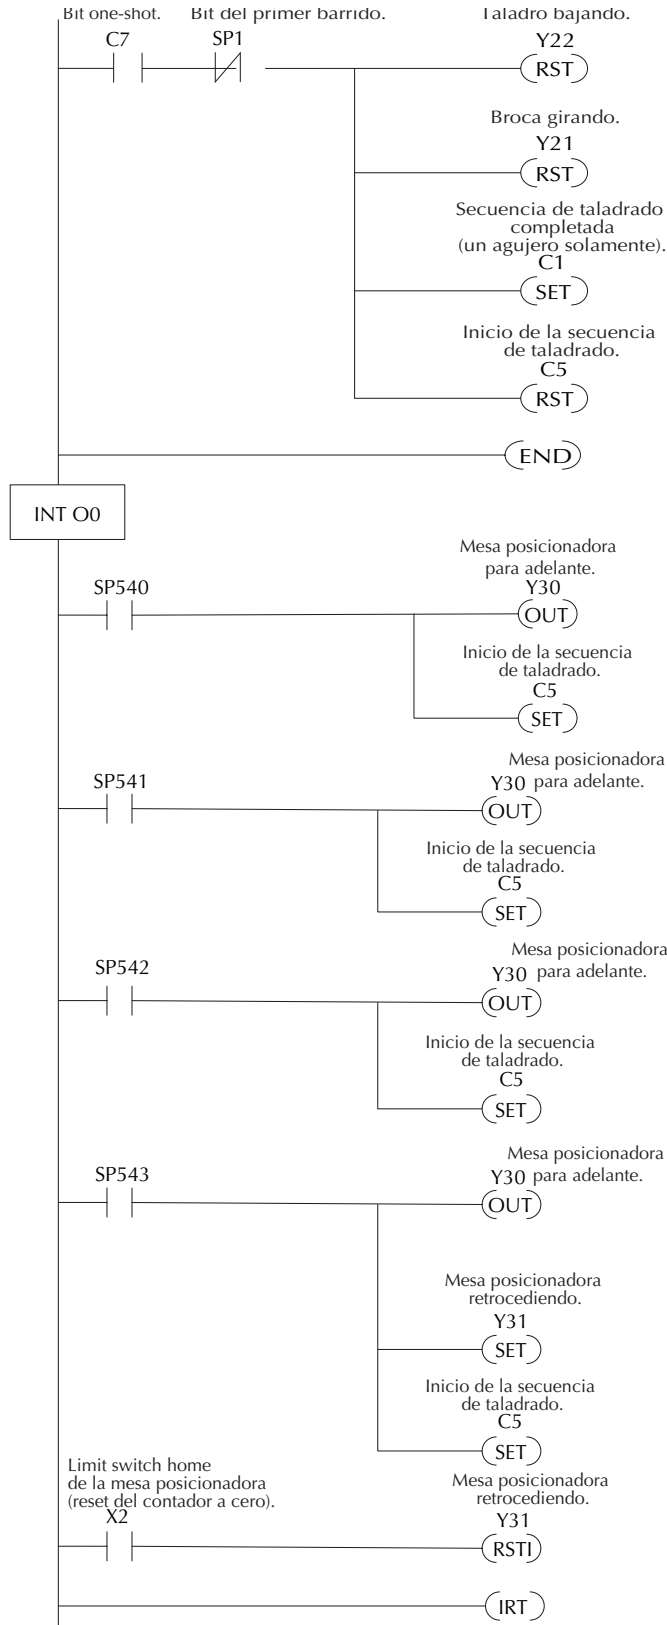 Bit one-shot. Bit del primer barrido. Taladro bajando.
C7 SP1 Y22
RST
Broca girando.
Y21
RST
Secuencia de taladrado
completada
(un agujero solamente).
C1
SET
Inicio de la secuencia
de taladrado.
C5
RST
END
INT O0
Mesa posicionadora
para adelante.
SP540 Y30
OUT
Inicio de la secuencia
de taladrado.
C5
SET
Mesa posicionadora
SP541 Y30 para adelante.
OUT
Inicio de la secuencia
de taladrado.
C5
SET
Mesa posicionadora
SP542 Y30 para adelante.
OUT
Inicio de la secuencia
de taladrado.
C5
SET
Mesa posicionadora
SP543 Y30 para adelante.
OUT
Mesa posicionadora
retrocediendo.
Y31
SET
Inicio de la secuencia
de taladrado.
C5
SET
Limit switch home
de la mesa posicionadora
(reset del contador a cero).
X2
Mesa posicionadora
retrocediendo.
Y31
RSTI
IRT